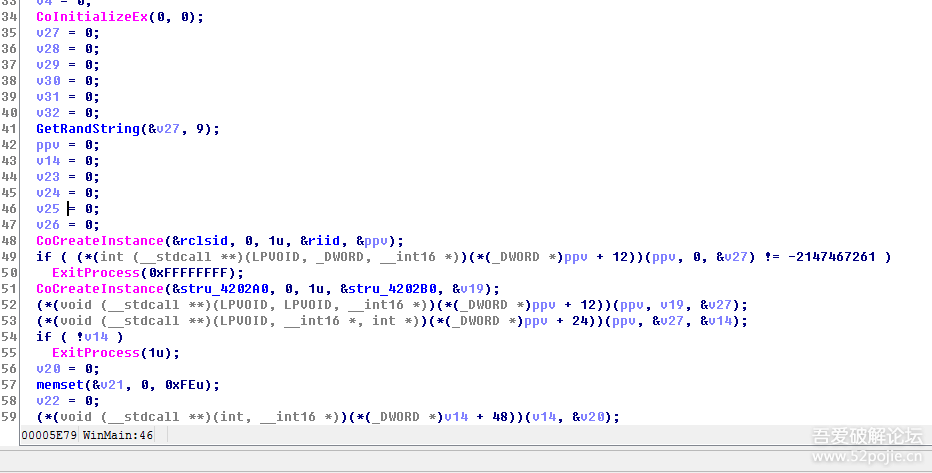 33 v4 = 0;
34 CoInitializeEx(0, 0);
35 v27 = 0;
36 v28 = 0;
37 v29 = 0;
38 v30 = 0;
39 v31 = 0;
40 v32 = 0;
41 GetRandString(&v27, 9);
42 ppv = 0;
43 v14 = 0;
44 v23 = 0;
45 v24 = 0;
46 v25 = 0;
47 v26 = 0;
48 CoCreateInstance(&rclsid, 0, 1u, &riid, &ppv);
49 if ( (*(int (__stdcall **)(LPVOID, _DWORD, __int16 *))(*(_DWORD *)ppv + 12))(ppv, 0, &v27) != -2147467261 )
50 ExitProcess(0xFFFFFFFF);
51 CoCreateInstance(&stru_4202A0, 0, 1u, &stru_4202B0, &v19);
52 (*(void (__stdcall **)(LPVOID, LPVOID, __int16 *))(*(_DWORD *)ppv + 12))(ppv, v19, &v27);
53 (*(void (__stdcall **)(LPVOID, __int16 *, int *))(*(_DWORD *)ppv + 24))(ppv, &v27, &v14);
54 if ( !v14 )
55 ExitProcess(1u);
56 v20 = 0;
57 memset(&v21, 0, 0xFEu);
58 v22 = 0;
59 (*(void (__stdcall **)(int, __int16 *))(*(_DWORD *)v14 + 48))(v14, &v20);
00005E79 WinMain:46
吾爱破解论坛
www.52pojie.cn